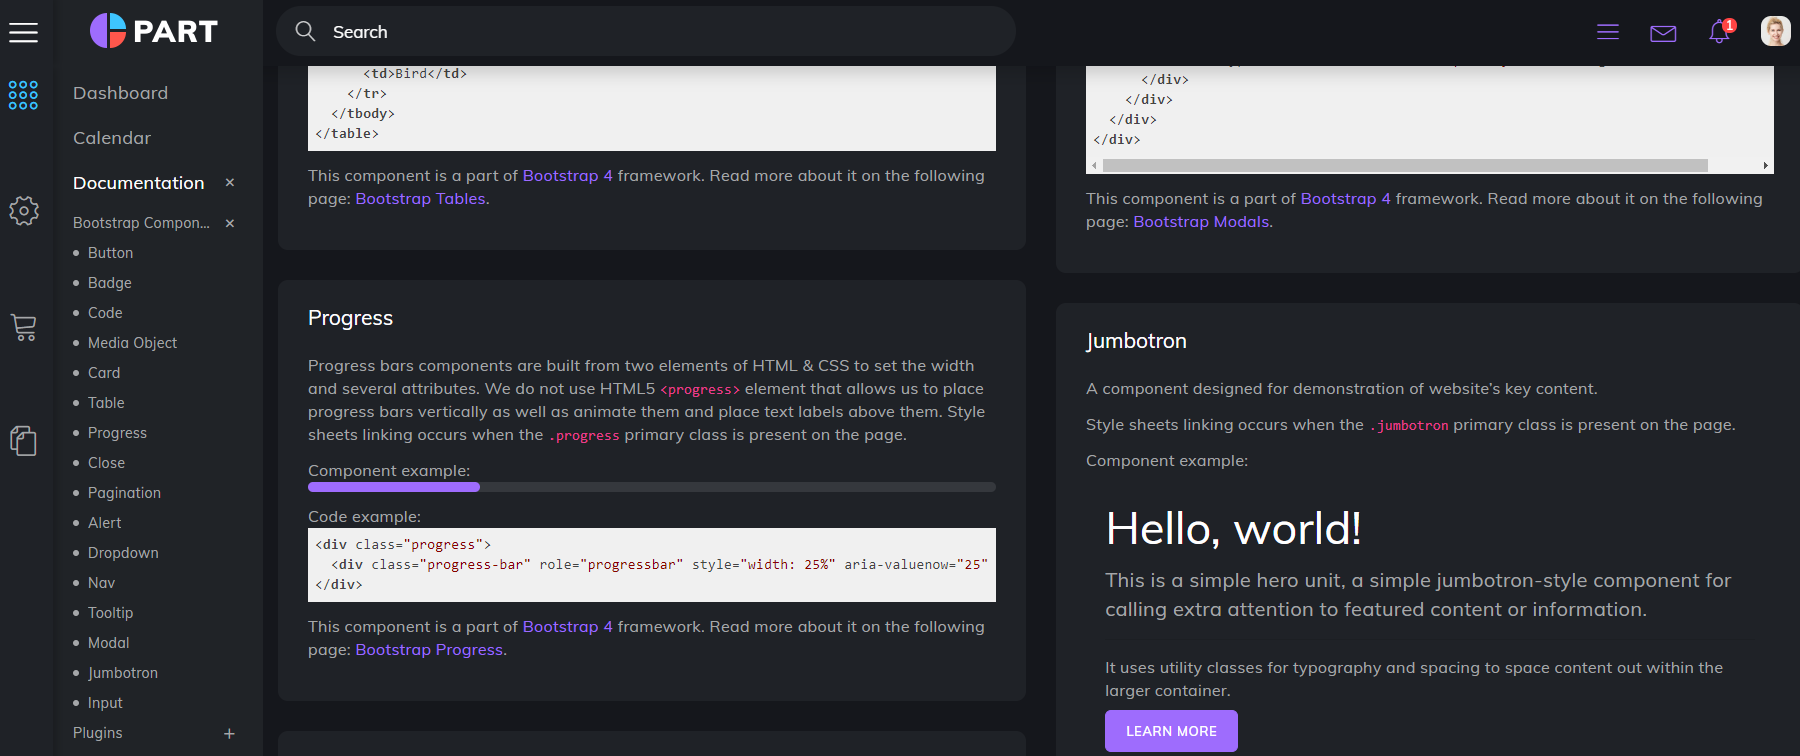 PART
Search
1
Dashboard
Calendar
Documentation ×
Bootstrap Compon... ×
Button
Badge
Code
Media Object
Card
Table
Progress
Close
Pagination
Alert
Dropdown
Nav
Tooltip
Modal
Jumbotron
Input
Plugins +
<td>Bird</td>
</tr>
</tbody>
</table>
This component is a part of Bootstrap 4 framework. Read more about it on the following
page: Bootstrap Tables.
Progress
Progress bars components are built from two elements of HTML & CSS to set the width
and several attributes. We do not use HTML5 <progress> element that allows us to place
progress bars vertically as well as animate them and place text labels above them. Style
sheets linking occurs when the .progress primary class is present on the page.
Component example:
Code example:
<div class="progress">
<div class="progress-bar" role="progressbar" style="width: 25%" aria-valuenow="25"
</div>
This component is a part of Bootstrap 4 framework. Read more about it on the following
page: Bootstrap Progress.
</div>
</div>
</div>
</div>
This component is a part of Bootstrap 4 framework. Read more about it on the following
page: Bootstrap Modals.
Jumbotron
A component designed for demonstration of website's key content.
Style sheets linking occurs when the .jumbotron primary class is present on the page.
Component example:
Hello, world!
This is a simple hero unit, a simple jumbotron-style component for
calling extra attention to featured content or information.
It uses utility classes for typography and spacing to space content out within the
larger container.
LEARN MORE